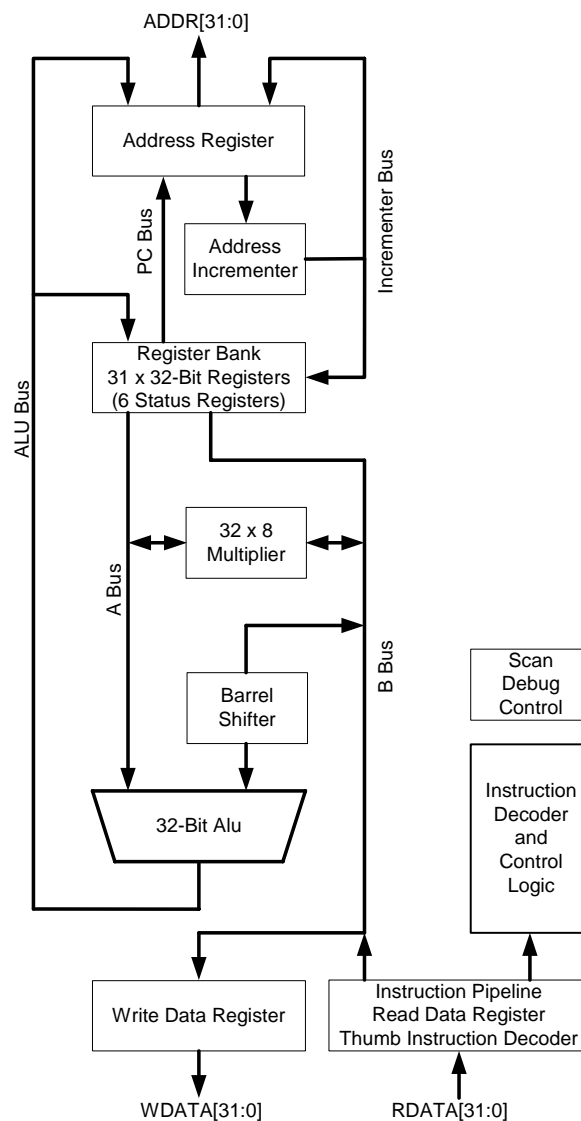 ADDR[31:0]
Address Register
PC Bus
Address
Incrementer
Incrementer Bus
Register Bank
31 x 32-Bit Registers
(6 Status Registers)
ALU Bus
A Bus
32 x 8
Multiplier
B Bus
Barrel
Shifter
Scan
Debug
Control
32-Bit Alu
Instruction
Decoder
and
Control
Logic
Write Data Register
Instruction Pipeline
Read Data Register
Thumb Instruction Decoder
WDATA[31:0]
RDATA[31:0]